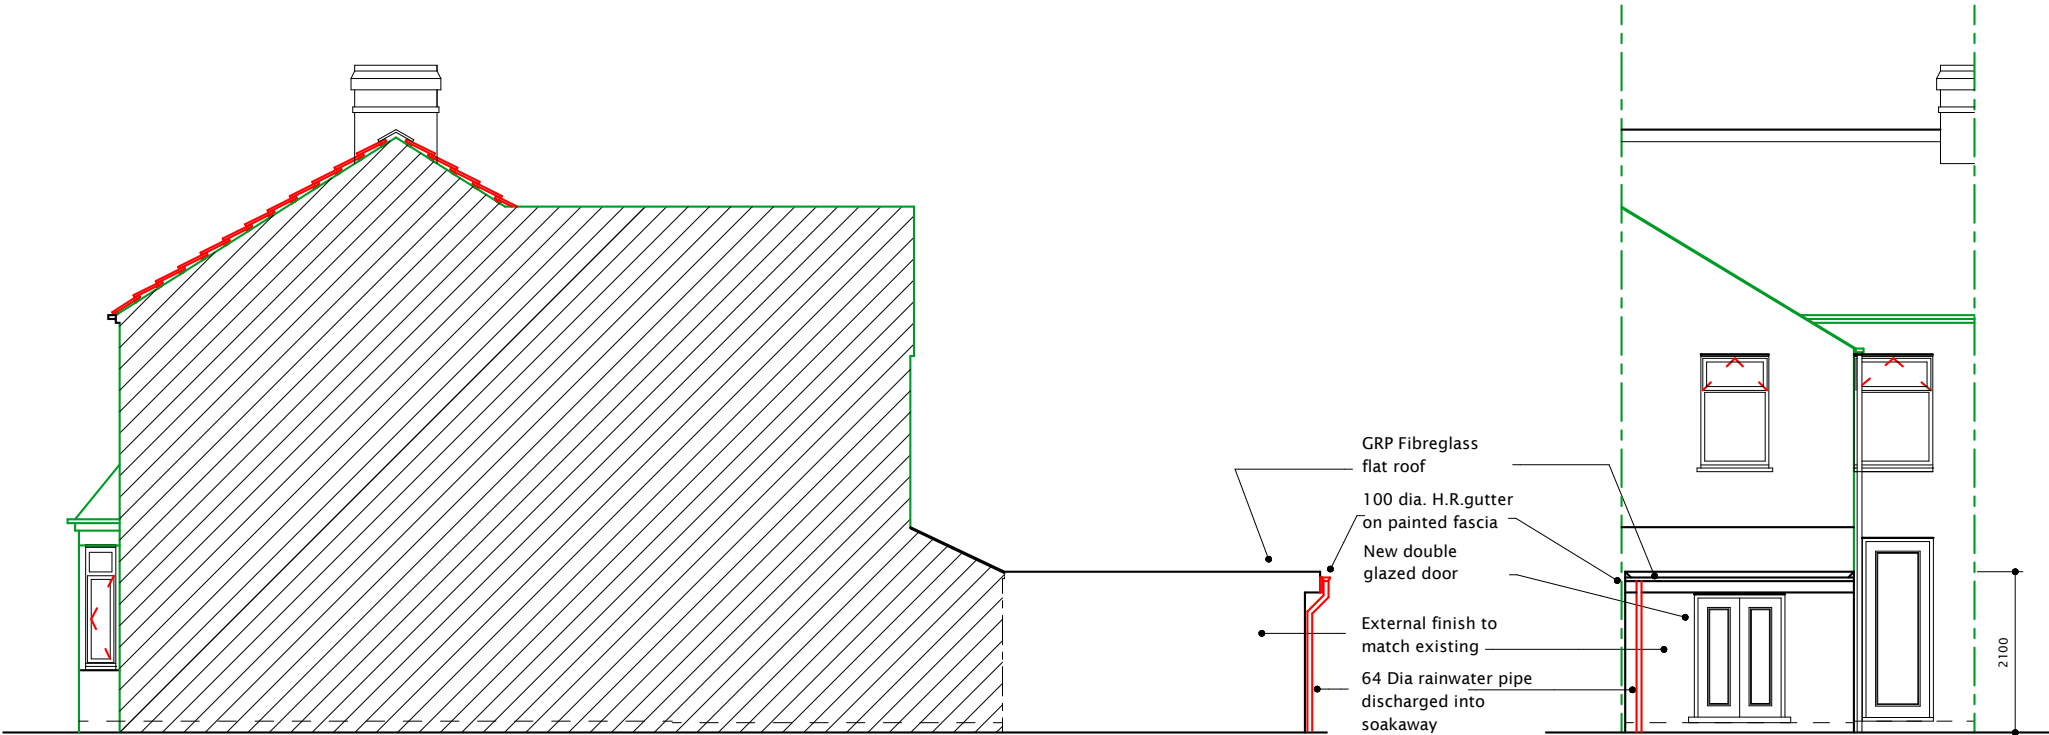 GRP Fibreglass
flat roof
100 dia. H.R.gutter
on painted fascia
New double
glazed door
External finish to
match existing
64 Dia rainwater pipe
discharged into
soakaway
2100